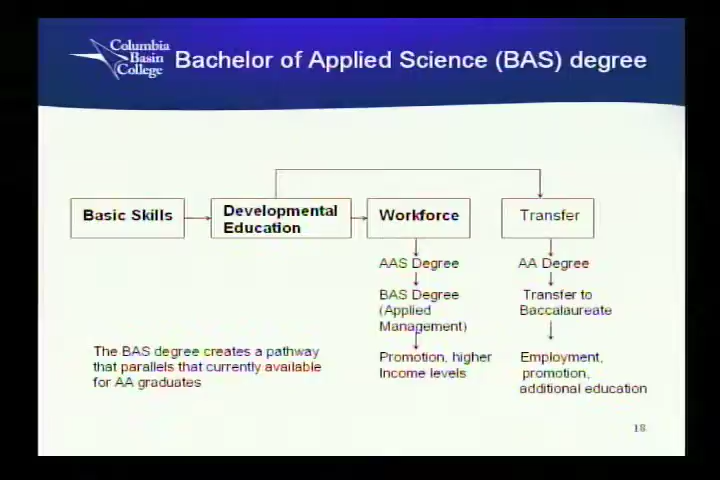 Columbia
Basin
College
Bachelor of Applied Science (BAS) degree
Basic Skills
Developmental
Education
Workforce
Transfer
AAS Degree
BAS Degree
(Applied
Management)
Promotion, higher
Income levels
AA Degree
Transfer to
Baccalaureate
Employment,
promotion,
additional education
The BAS degree creates a pathway
that parallels that currently available
for AA graduates
18